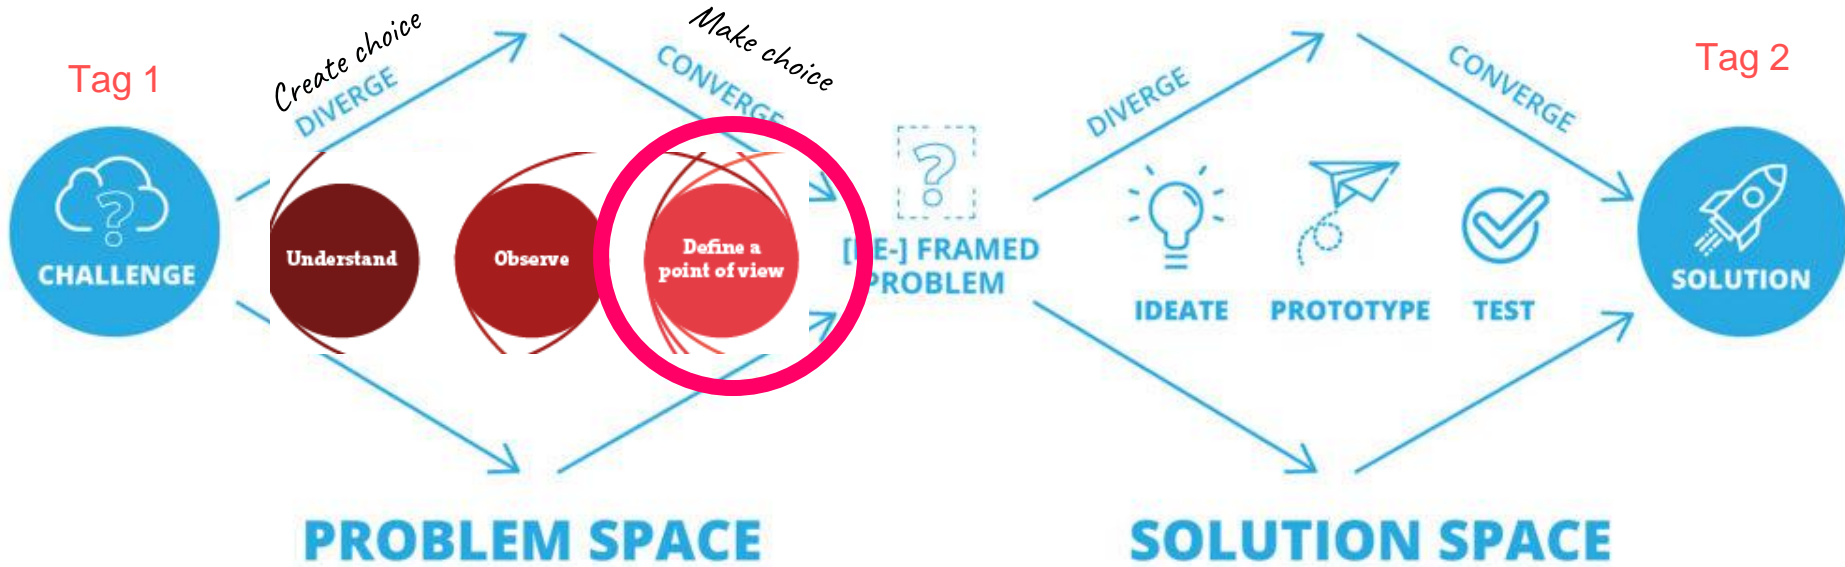 Tag 1
Create choice
DIVERGE
Make choice
CONVERGE
DIVERGE
CONVERGE
Tag 2
CHALLENGE
Understand
Observe
Define a
point of view
FRAMED
PROBLEM
IDEATE
PROTOTYPE
TEST
SOLUTION
PROBLEM SPACE
SOLUTION SPACE